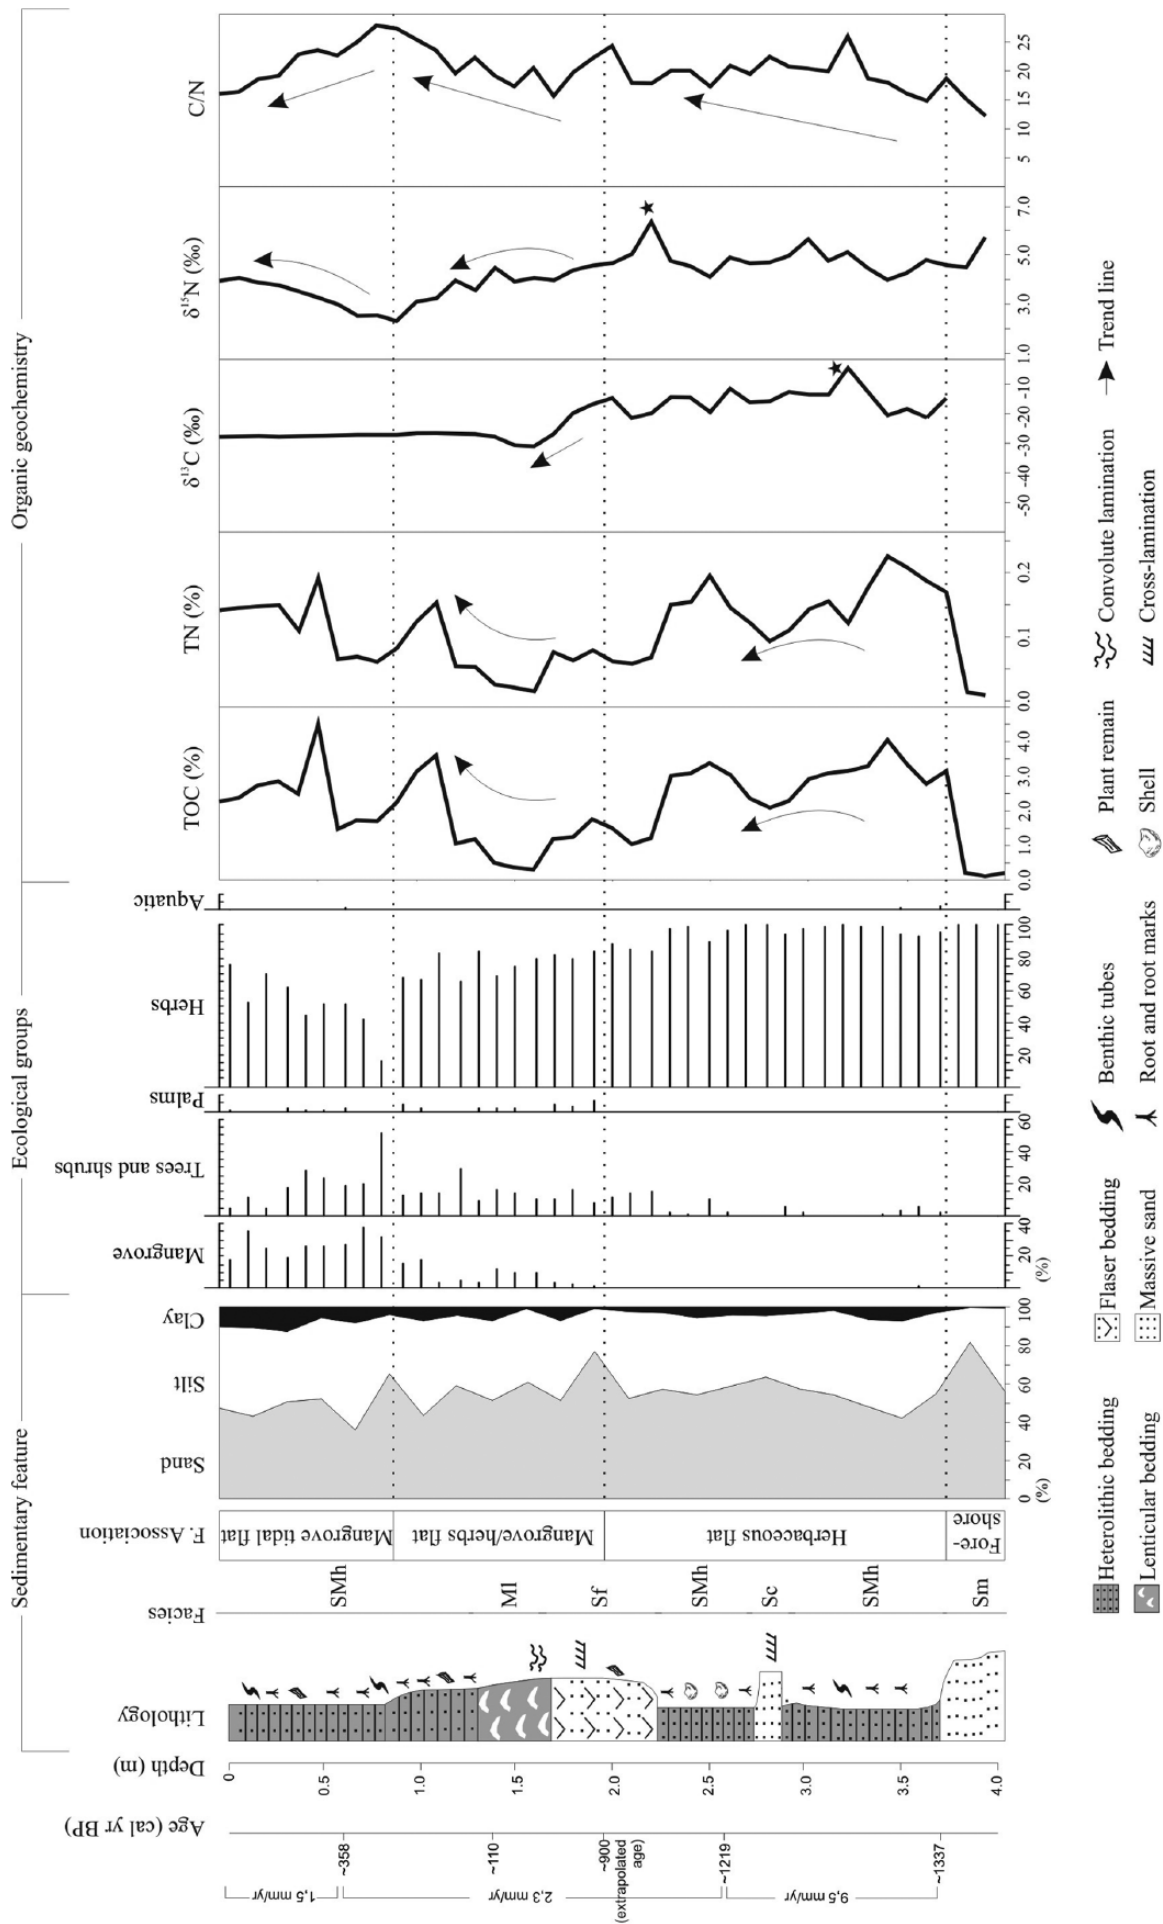 Sedimentary feature
Ecological groups
Organic geochemistry
Age (cal yr BP)
Depth (m)
Lithology
Facies
F. Association
Sand
Silt
Clay
Mangrove
Trees and shrubs
Palms
Herbs
Aquatic
TOC (%)
TN (%)
δ¹³C (‰)
δ¹⁵N (‰)
C/N
1,5 mm/yr
2,3 mm/yr
9,5 mm/yr
~358
~110
~900
(extrapolated
age)
~1219
~1337
0
0.5
1.0
1.5
2.0
2.5
3.0
3.5
4.0
SMh
Ml
Sf
SMh
Sc
SMh
Sm
Mangrove tidal flat
Mangrove/herbs flat
Herbaceous flat
Fore-
shore
0 20 40 60 80 100
(%)
20 40
(%)
20 40 60
20 40 60 80 100
0.0 1.0 2.0 3.0 4.0
0.0 0.1 0.2
-50 -40 -30 -20 -10
1.0 3.0 5.0 7.0
5 10 15 20 25
Heterolithic bedding
Flaser bedding
Benthic tubes
Plant remain
Convolute lamination
Trend line
Lenticular bedding
Massive sand
Root and root marks
Shell
Cross-lamination